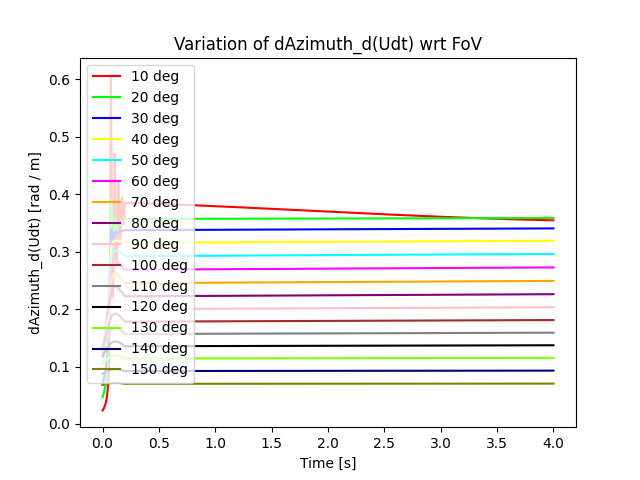 Variation of dAzimuth_d(Udt) wrt FoV
dAzimuth_d(Udt) [rad / m]
0.6
0.5
0.4
0.3
0.2
0.1
0.0
10 deg
20 deg
30 deg
40 deg
50 deg
60 deg
70 deg
80 deg
90 deg
100 deg
110 deg
120 deg
130 deg
140 deg
150 deg
0.0 0.5 1.0 1.5 2.0 2.5 3.0 3.5 4.0
Time [s]